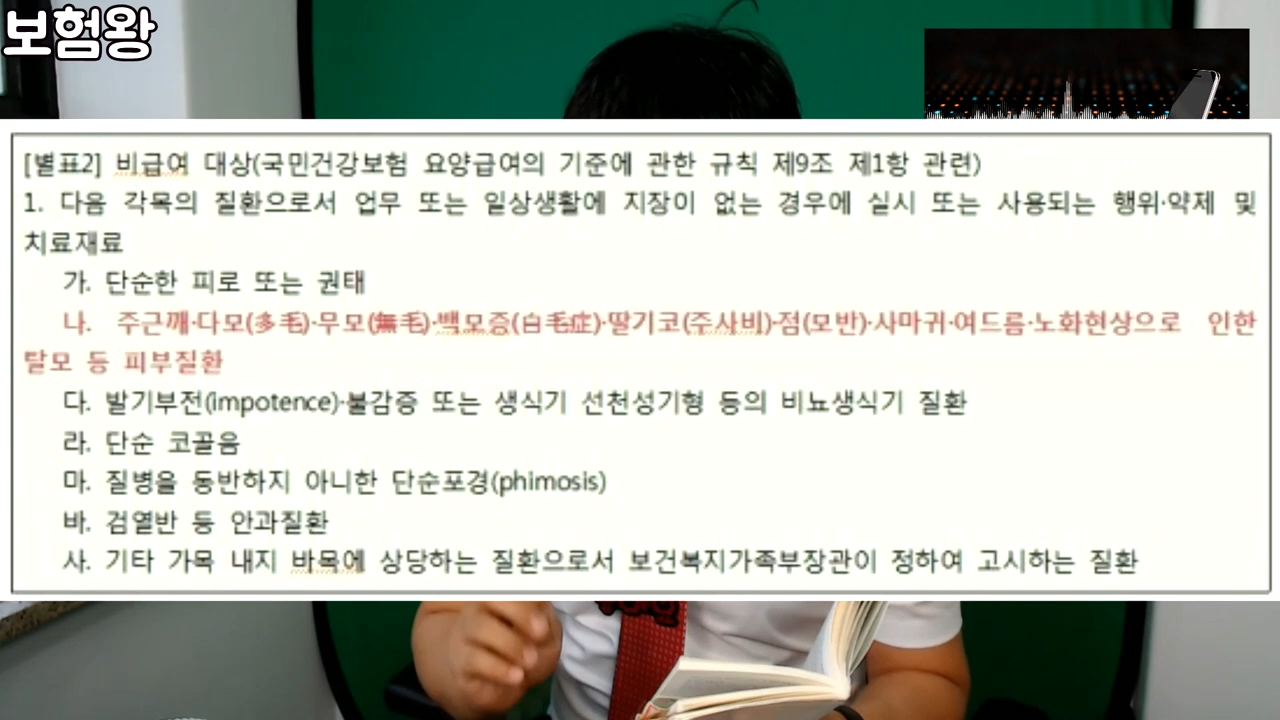 보험왕
[별표2] 비급여 대상(국민건강보험 요양급여의 기준에 관한 규칙 제9조 제1항 관련)
1. 다음 각목의 질환으로서 업무 또는 일상생활에 지장이 없는 경우에 실시 또는 사용되는 행위·약제 및
치료재료
가. 단순한 피로 또는 권태
나. 주근깨·다모(多毛)·무모(無毛)·백모증(白毛症)·딸기코(주사비)·점(모반)·사마귀·여드름·노화현상으로 인한
탈모 등 피부질환
다. 발기부전(impotence)·불감증 또는 생식기 선천성기형 등의 비뇨생식기 질환
라. 단순 코골음
마. 질병을 동반하지 아니한 단순포경(phimosis)
바. 검열반 등 안과질환
사. 기타 가목 내지 바목에 상당하는 질환으로서 보건복지가족부장관이 정하여 고시하는 질환